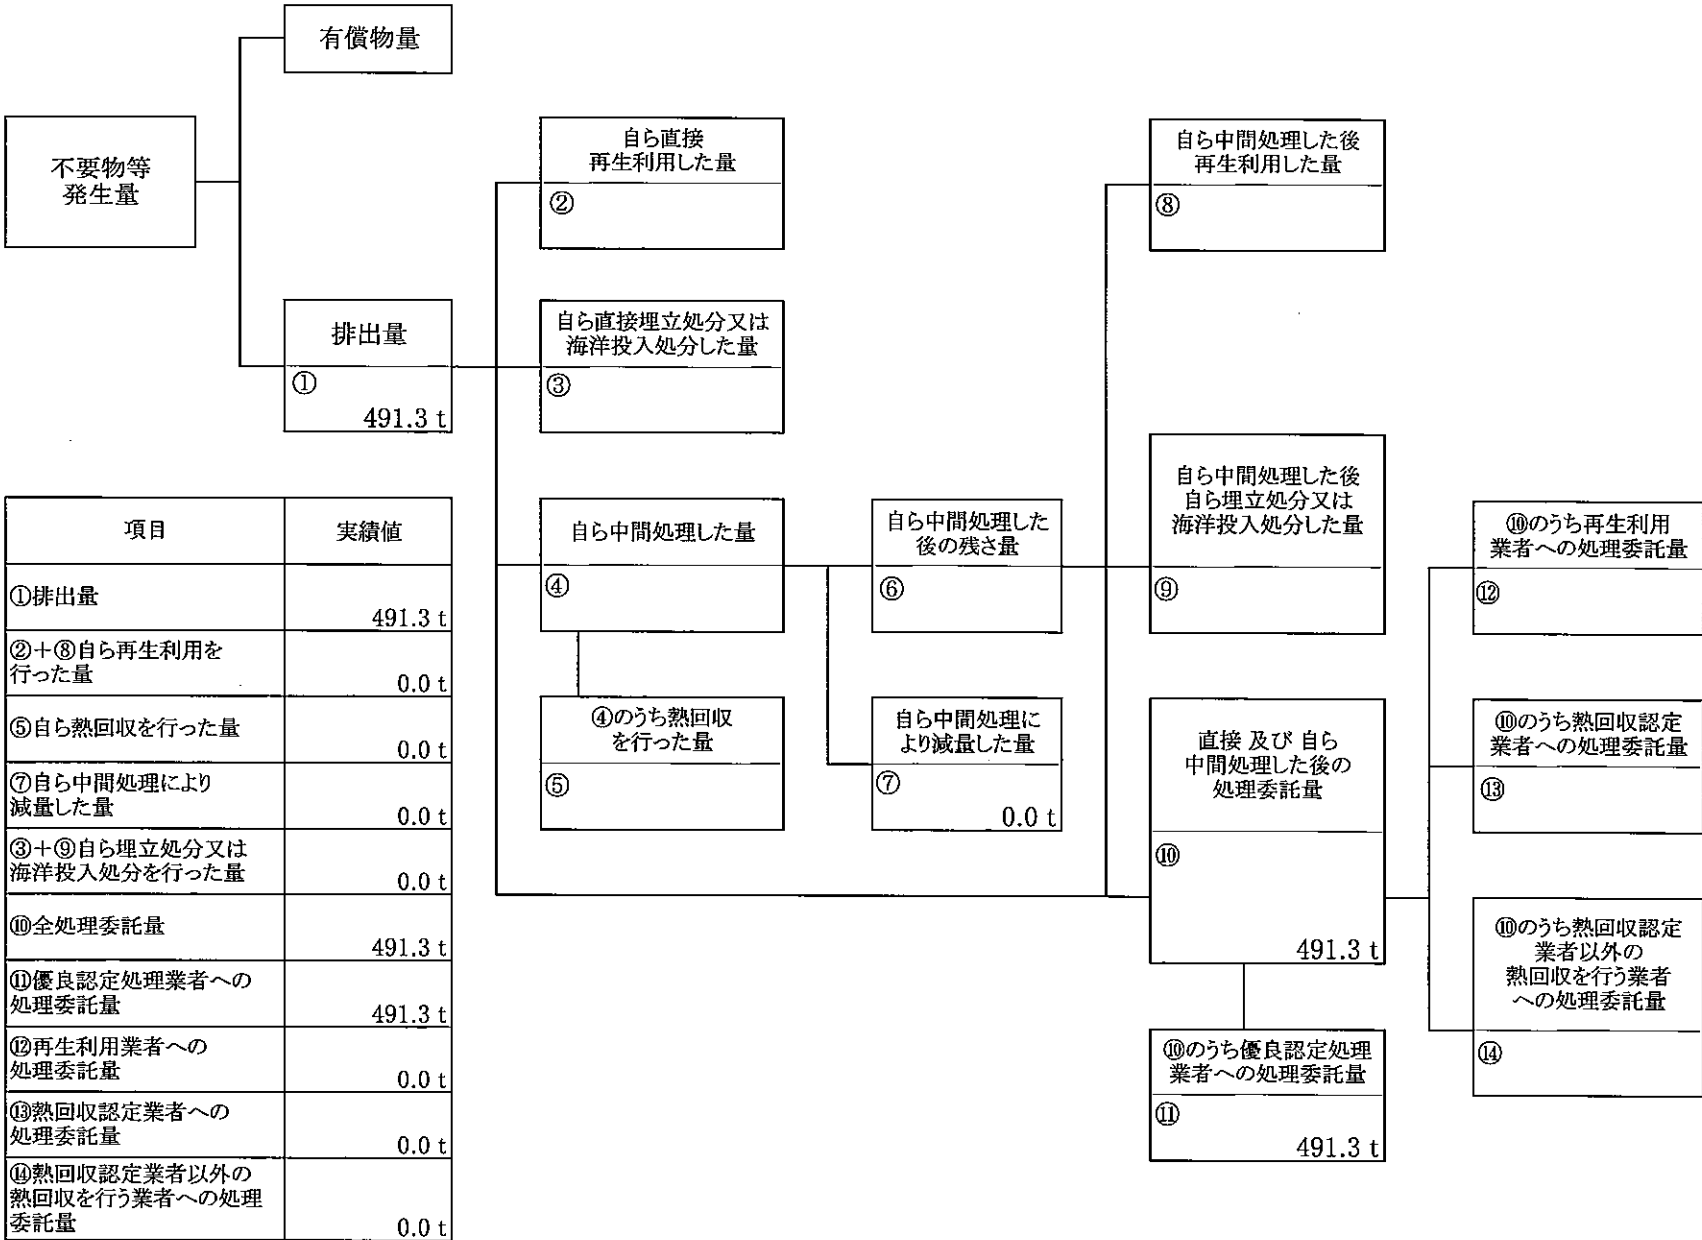 有償物量
不要物等
発生量
排出量
①
491.3 t
自ら直接
再生利用した量
②
自ら直接埋立処分又は
海洋投入処分した量
③
自ら中間処理した量
④
④のうち熱回収
を行った量
⑤
自ら中間処理した
後の残さ量
⑥
自ら中間処理に
より減量した量
⑦
0.0 t
自ら中間処理した後
再生利用した量
⑧
自ら中間処理した後
自ら埋立処分又は
海洋投入処分した量
⑨
直接 及び 自ら
中間処理した後の
処理委託量
⑩
491.3 t
⑩のうち優良認定処理
業者への処理委託量
⑪
491.3 t
⑩のうち再生利用
業者への処理委託量
⑫
⑩のうち熱回収認定
業者への処理委託量
⑬
⑩のうち熱回収認定
業者以外の
熱回収を行う業者
への処理委託量
⑭
項目 実績値
①排出量
491.3 t
②+⑧自ら再生利用を
行った量
0.0 t
⑤自ら熱回収を行った量
0.0 t
⑦自ら中間処理により
減量した量
0.0 t
③+⑨自ら埋立処分又は
海洋投入処分を行った量
0.0 t
⑩全処理委託量
491.3 t
⑪優良認定処理業者への
処理委託量
491.3 t
⑫再生利用業者への
処理委託量
0.0 t
⑬熱回収認定業者への
処理委託量
0.0 t
⑭熱回収認定業者以外の
熱回収を行う業者への処理
委託量
0.0 t